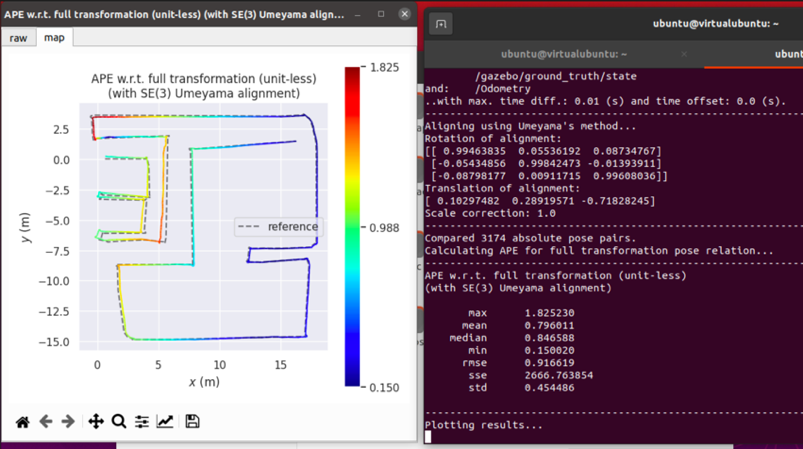 APE w.r.t. full transformation (unit-less) (with SE(3) Umeyama align...
raw map
APE w.r.t. full transformation (unit-less)
(with SE(3) Umeyama alignment)
1.825
0.988
0.150
2.5
0.0
−2.5
−5.0
−7.5
−10.0
−12.5
−15.0
y (m)
reference
0 5 10 15
x (m)
ubuntu@virtualubuntu: ~
ubuntu@virtualubuntu: ~
ubunt
/gazebo/ground_truth/state
and: /Odometry
..with max. time diff.: 0.01 (s) and time offset: 0.0 (s).
Aligning using Umeyama's method...
Rotation of alignment:
[[ 0.99463835 0.05536192 0.08734767]
[-0.05434856 0.99842473 -0.01393911]
[-0.08798177 0.00911715 0.99608036]]
Translation of alignment:
[ 0.10297482 0.28919571 -0.71828245]
Scale correction: 1.0
Compared 3174 absolute pose pairs.
Calculating APE for full transformation pose relation...
APE w.r.t. full transformation (unit-less)
(with SE(3) Umeyama alignment)
max 1.825230
mean 0.796011
median 0.846588
min 0.150020
rmse 0.916619
sse 2666.763854
std 0.454486
Plotting results...